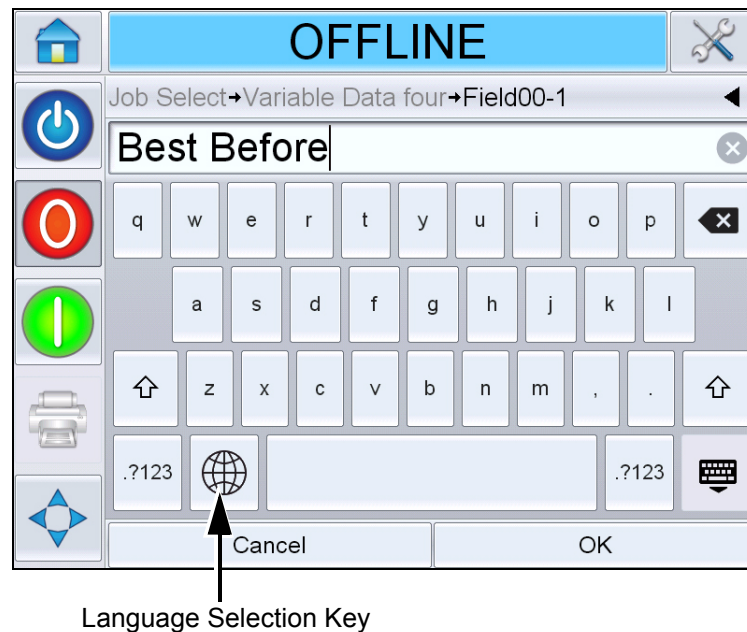 OFFLINE
Job Select→Variable Data four→Field00-1
Best Before
q w e r t y u i o p
a s d f g h j k l
z x c v b n m , .
.?123 .?123
Cancel OK
Language Selection Key